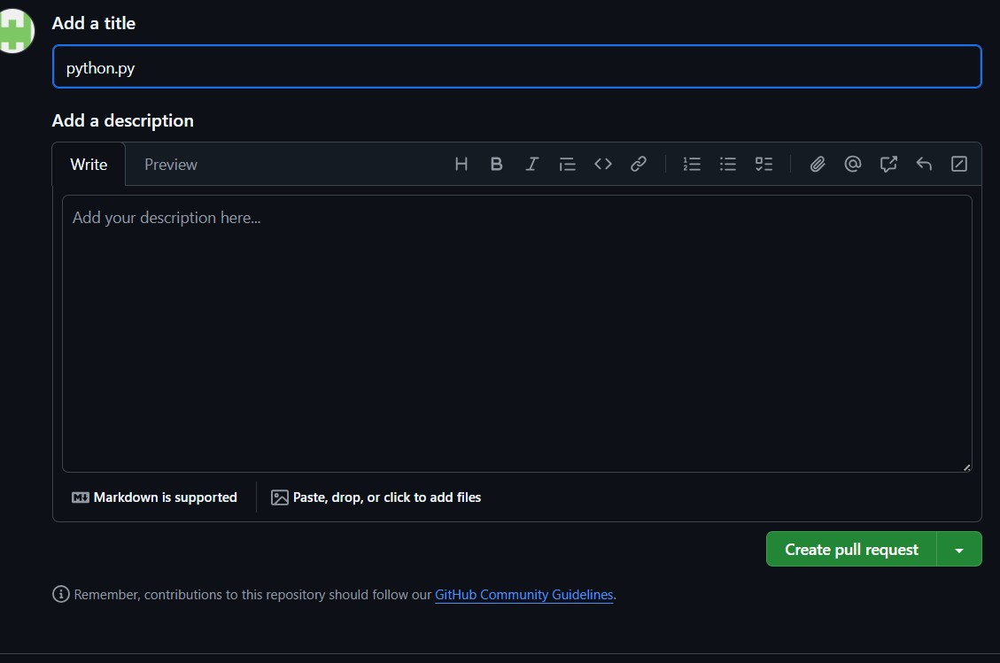 Add a title
python.py
Add a description
Write Preview
Add your description here...
Markdown is supported Paste, drop, or click to add files
Create pull request
Remember, contributions to this repository should follow our GitHub Community Guidelines.